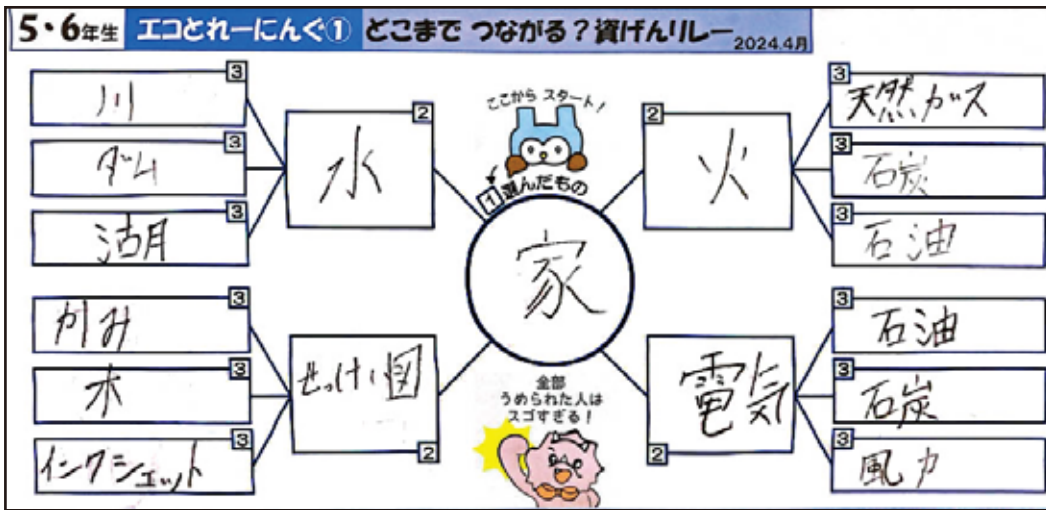 5・6年生 エコとれーにんぐ① どこまで つながる？資げんリレー 2024.4月
3 川
3 ダム
3 湖
2 水
3 かみ
3 木
3 インクジェット
せっけい図 2
ここから スタート！
1 選んだもの
家
全部
うめられた人は
スゴすぎる！
2 火
3 天然ガス
3 石炭
3 石油
電気 2
3 石油
3 石炭
3 風力